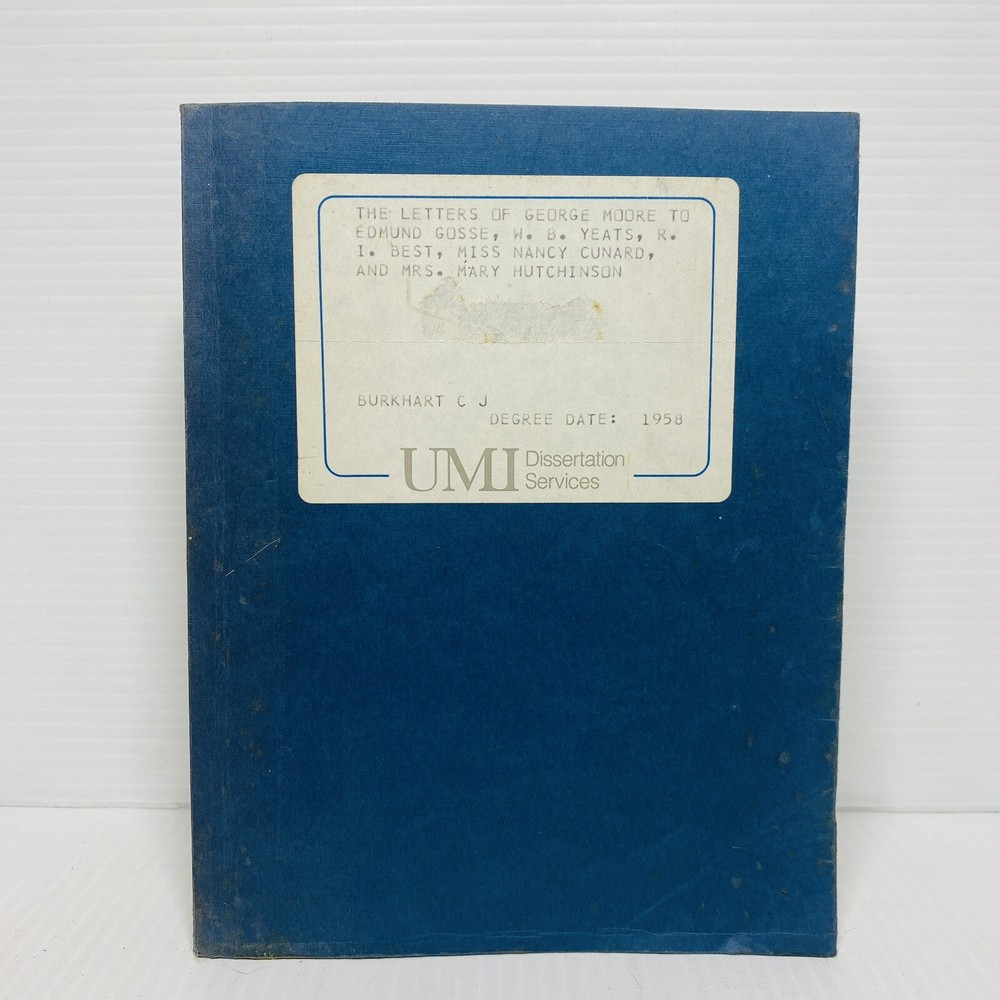 THE LETTERS OF GEORGE MOORE TO
EDMUND GOSSE, W. B. YEATS, R.
I. BEST, MISS NANCY CUNARD,
AND MRS. MARY HUTCHINSON
BURKHART C J
DEGREE DATE: 1958
UMI Dissertation
Services